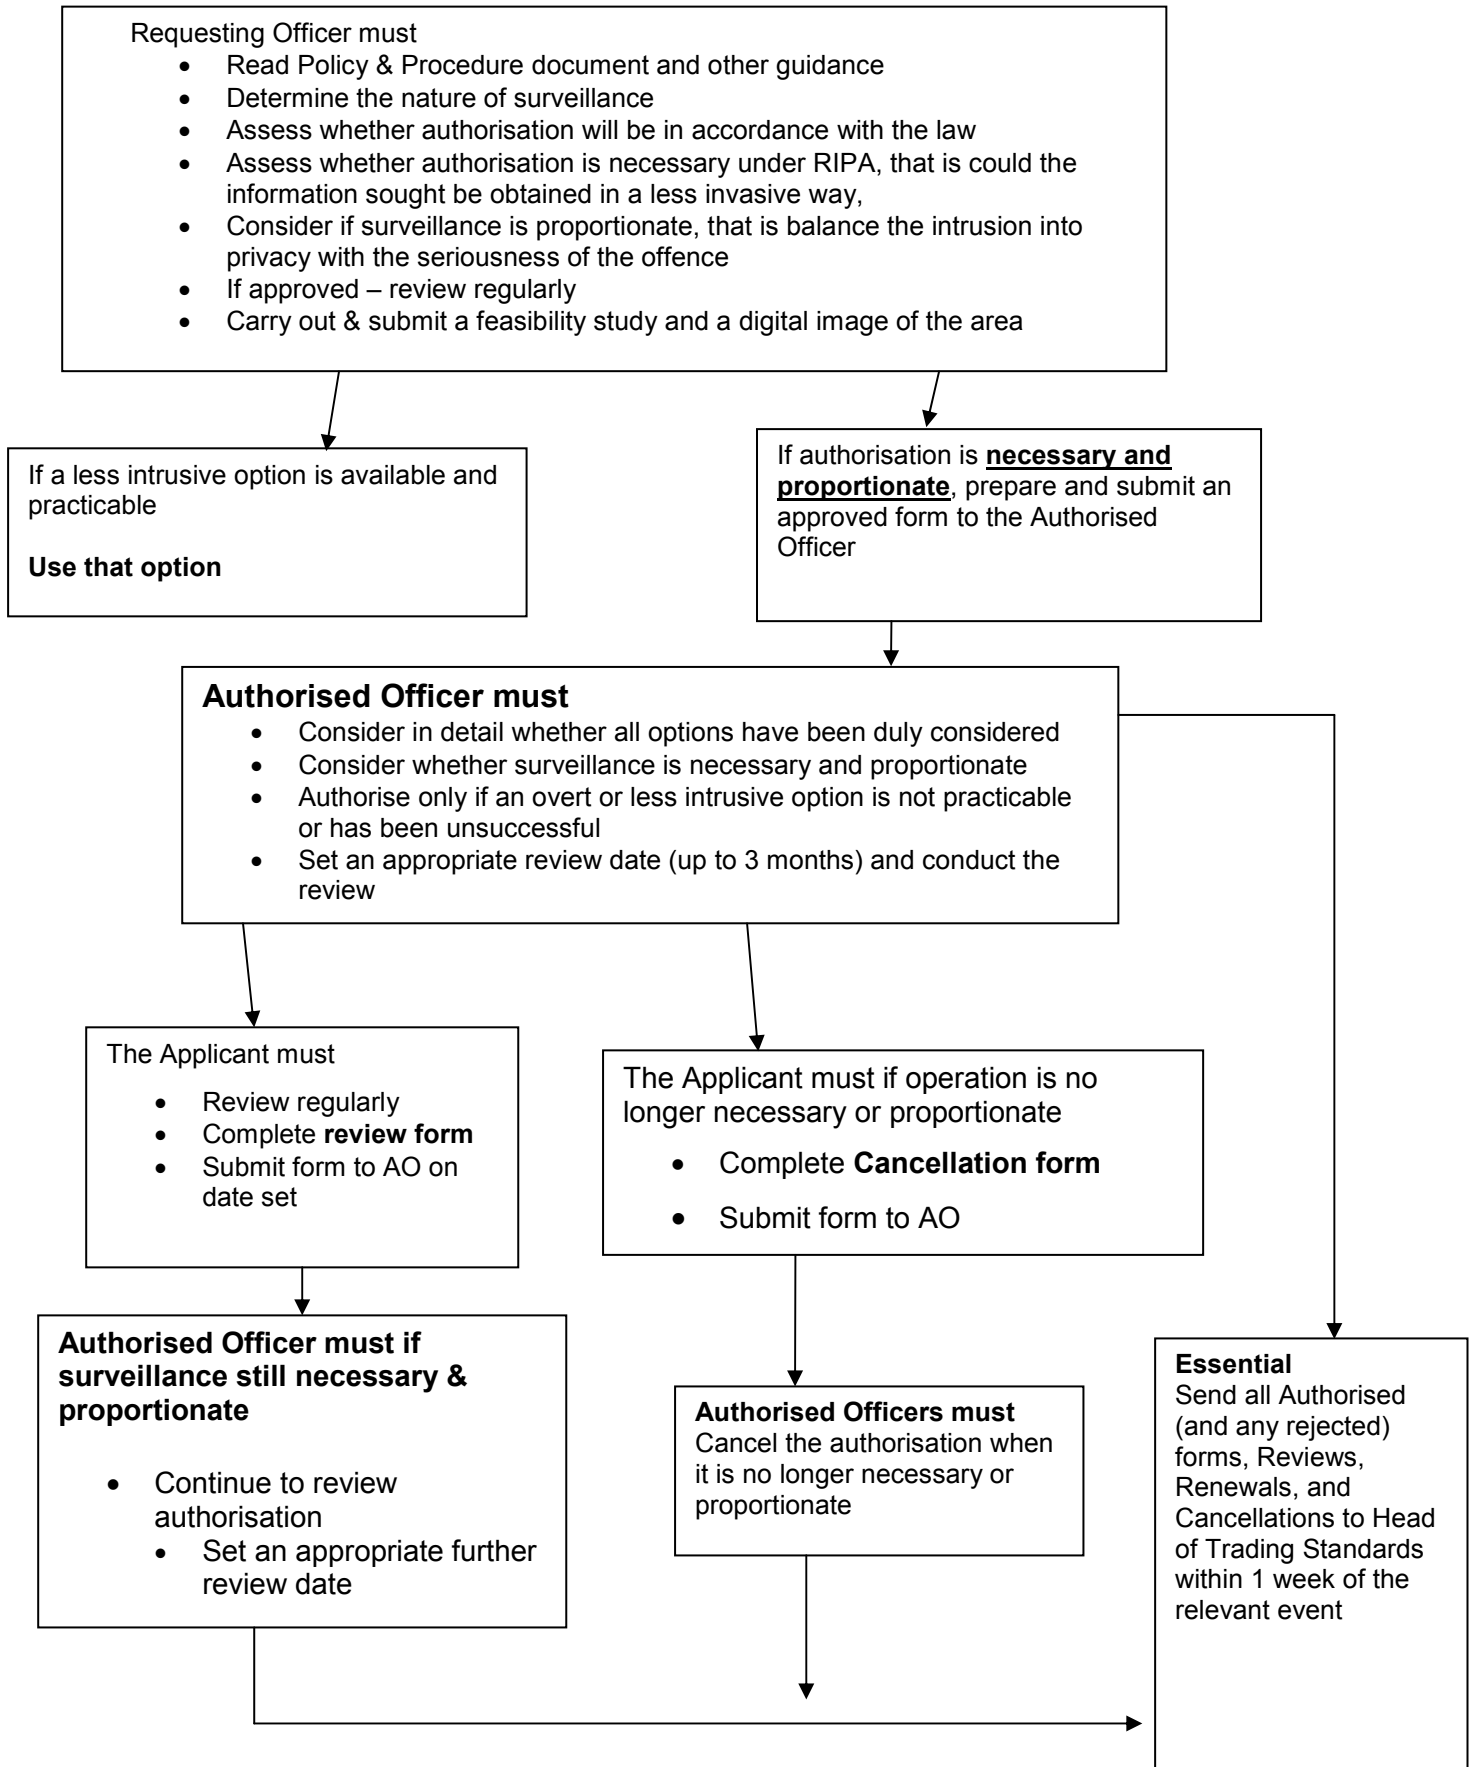 Requesting Officer must
• Read Policy & Procedure document and other guidance
• Determine the nature of surveillance
• Assess whether authorisation will be in accordance with the law
• Assess whether authorisation is necessary under RIPA, that is could the
information sought be obtained in a less invasive way,
• Consider if surveillance is proportionate, that is balance the intrusion into
privacy with the seriousness of the offence
• If approved – review regularly
• Carry out & submit a feasibility study and a digital image of the area
If a less intrusive option is available and
practicable
Use that option
If authorisation is necessary and
proportionate, prepare and submit an
approved form to the Authorised
Officer
Authorised Officer must
• Consider in detail whether all options have been duly considered
• Consider whether surveillance is necessary and proportionate
• Authorise only if an overt or less intrusive option is not practicable
or has been unsuccessful
• Set an appropriate review date (up to 3 months) and conduct the
review
The Applicant must
• Review regularly
• Complete review form
• Submit form to AO on
date set
The Applicant must if operation is no
longer necessary or proportionate
• Complete Cancellation form
• Submit form to AO
Authorised Officer must if
surveillance still necessary &
proportionate
• Continue to review
authorisation
• Set an appropriate further
review date
Authorised Officers must
Cancel the authorisation when
it is no longer necessary or
proportionate
Essential
Send all Authorised
(and any rejected)
forms, Reviews,
Renewals, and
Cancellations to Head
of Trading Standards
within 1 week of the
relevant event